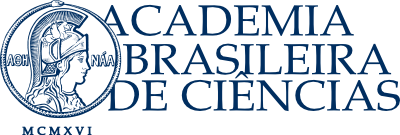 ACADEMIA
BRASILEIRA
DE CIÊNCIAS
ΑΘΗ ΝΑΑ
MCMXVI